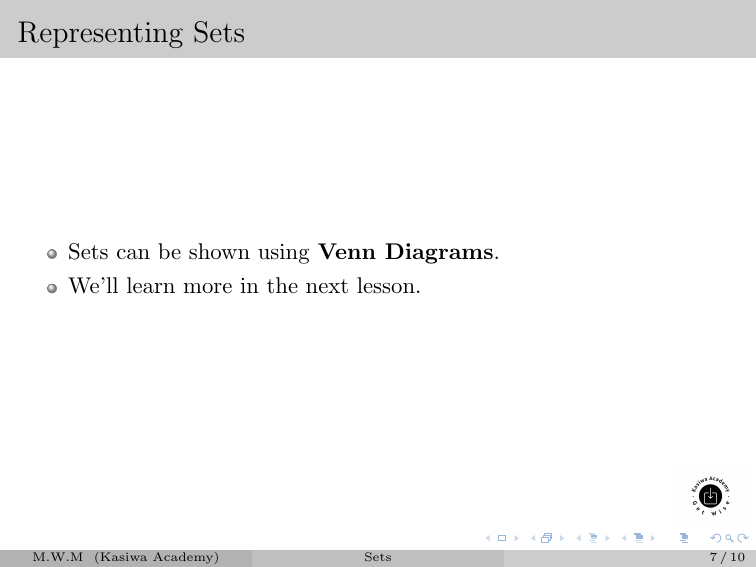 Representing Sets
Sets can be shown using Venn Diagrams.
We'll learn more in the next lesson.
Kasiwa Academy
Get Wise
M.W.M (Kasiwa Academy)
Sets
7 / 10